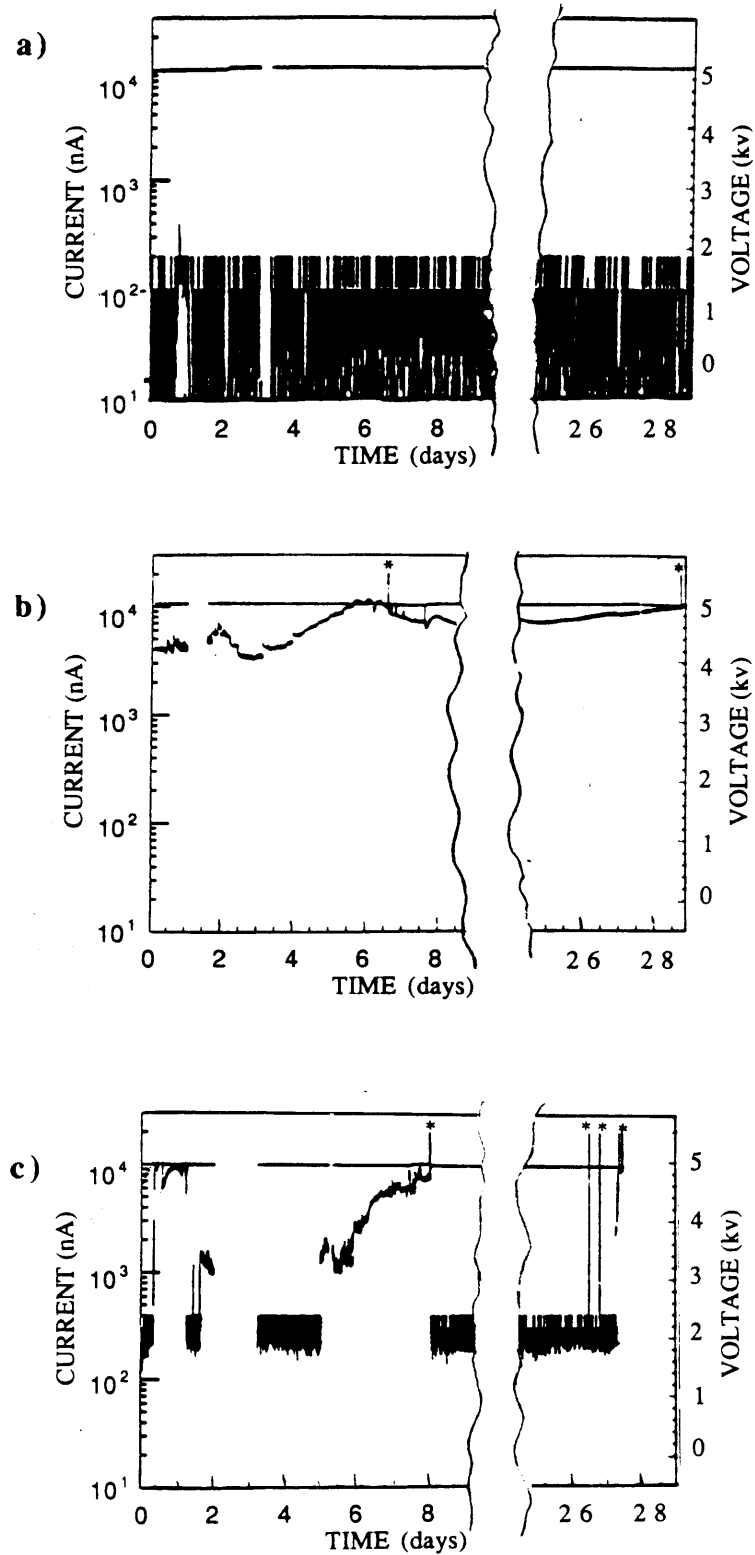 a)
CURRENT (nA)
10⁴
10³
10²
10¹
VOLTAGE (kv)
5
4
3
2
1
0
0 2 4 6 8 26 28
TIME (days)
b)
* *
CURRENT (nA)
10⁴
10³
10²
10¹
VOLTAGE (kv)
5
4
3
2
1
0
0 2 4 6 8 26 28
TIME (days)
c)
* * * *
CURRENT (nA)
10⁴
10³
10²
10¹
VOLTAGE (kv)
5
4
3
2
1
0
0 2 4 6 8 26 28
TIME (days)